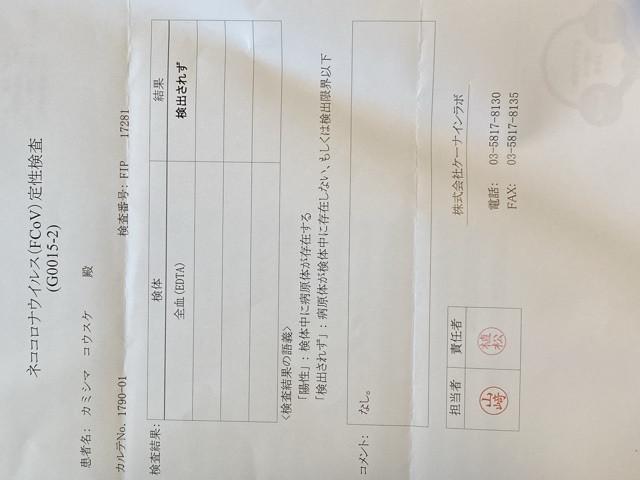 ネココロナウイルス(FCoV)定性検査
(G0015-2)
患者名: カミシマ コウスケ 殿
カルテNo. 1790-01 検査番号: FIP 17281
検査結果:
検体 結果
全血(EDTA) 検出されず
<検査結果の語義>
「陽性」: 検体中に病原体が存在する
「検出されず」: 病原体が検体中に存在しない、もしくは検出限界以下
コメント: なし。
担当者 責任者
山崎 植松
株式会社ケーナインラボ
電話: 03-5817-8130
FAX: 03-5817-8135